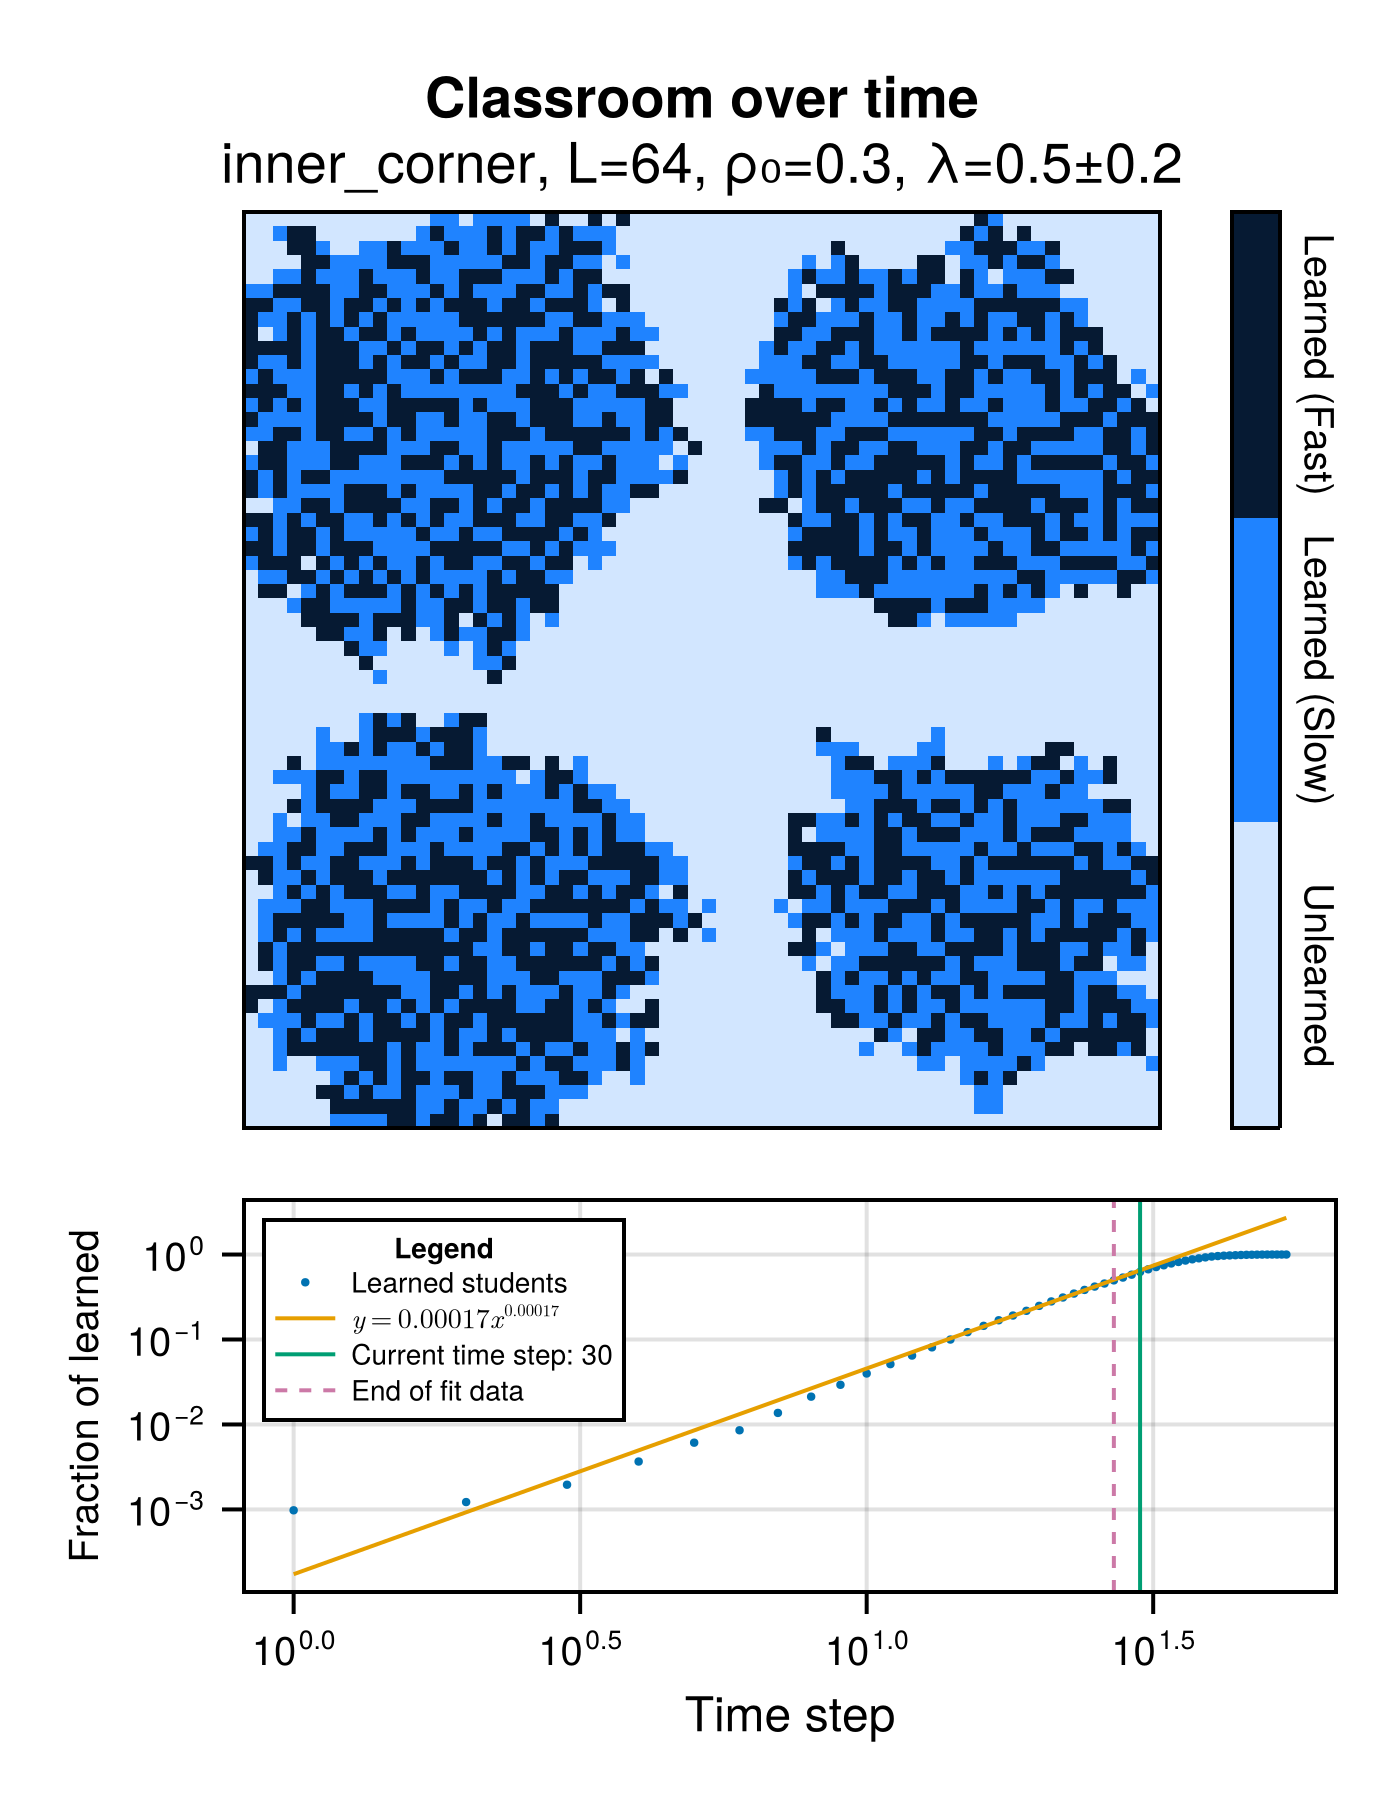 Classroom over time
inner_corner, L=64, ρ₀=0.3, λ=0.5±0.2
Learned (Fast)
Learned (Slow)
Unlearned
Fraction of learned
10⁰
10⁻¹
10⁻²
10⁻³
Legend
Learned students
y = 0.00017x^0.00017
Current time step: 30
End of fit data
10^0.0
10^0.5
10^1.0
10^1.5
Time step